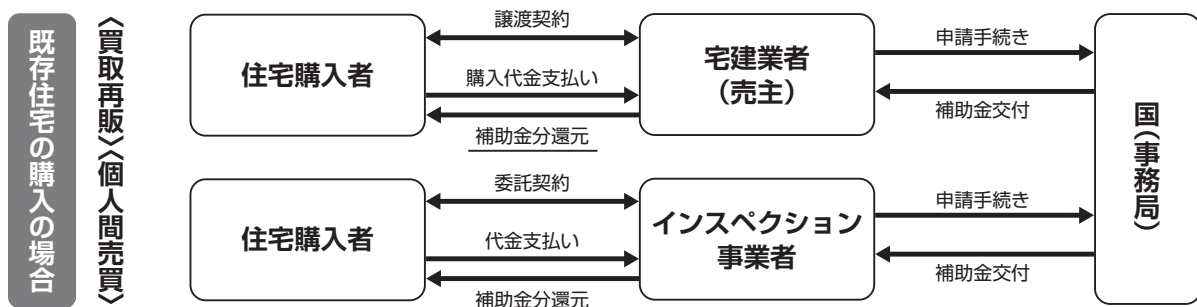 既存住宅の購入の場合
〈買取再販〉〈個人間売買〉
住宅購入者
譲渡契約
購入代金支払い
補助金分還元
宅建業者
（売主）
申請手続き
補助金交付
住宅購入者
委託契約
代金支払い
補助金分還元
インスペクション
事業者
申請手続き
補助金交付
国（事務局）